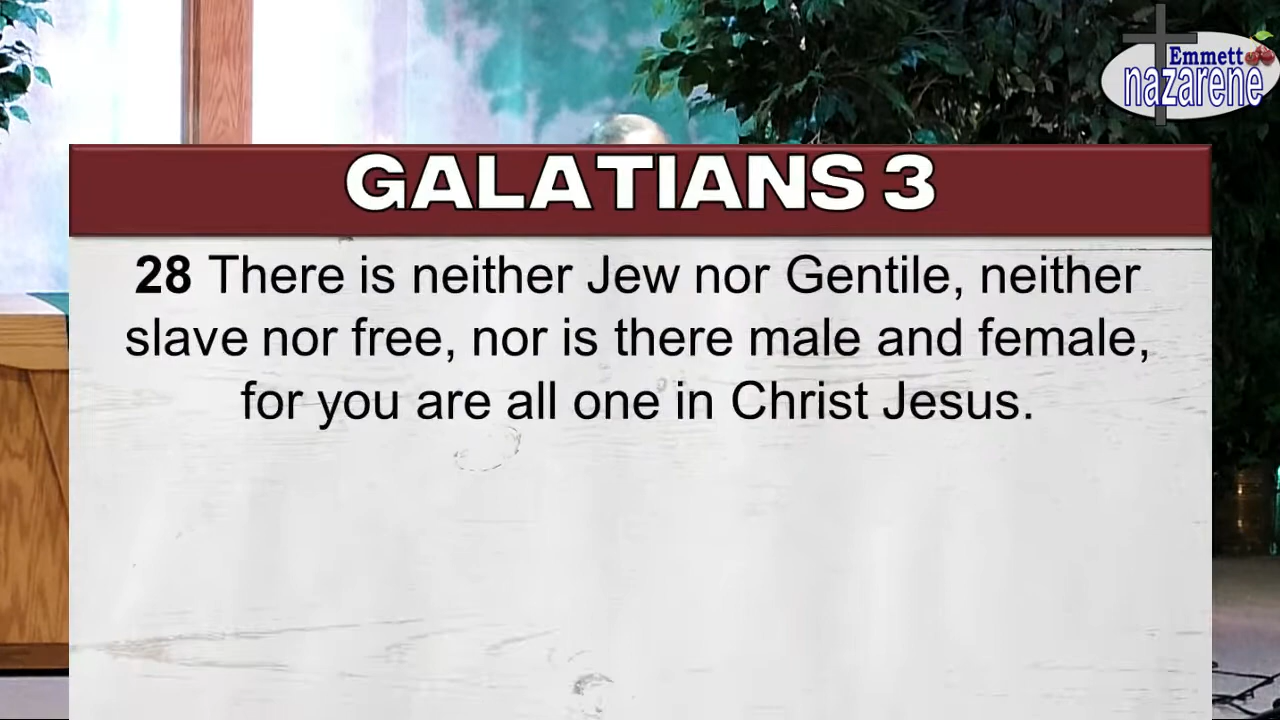 Emmett
nazarene
GALATIANS 3
28 There is neither Jew nor Gentile, neither
slave nor free, nor is there male and female,
for you are all one in Christ Jesus.